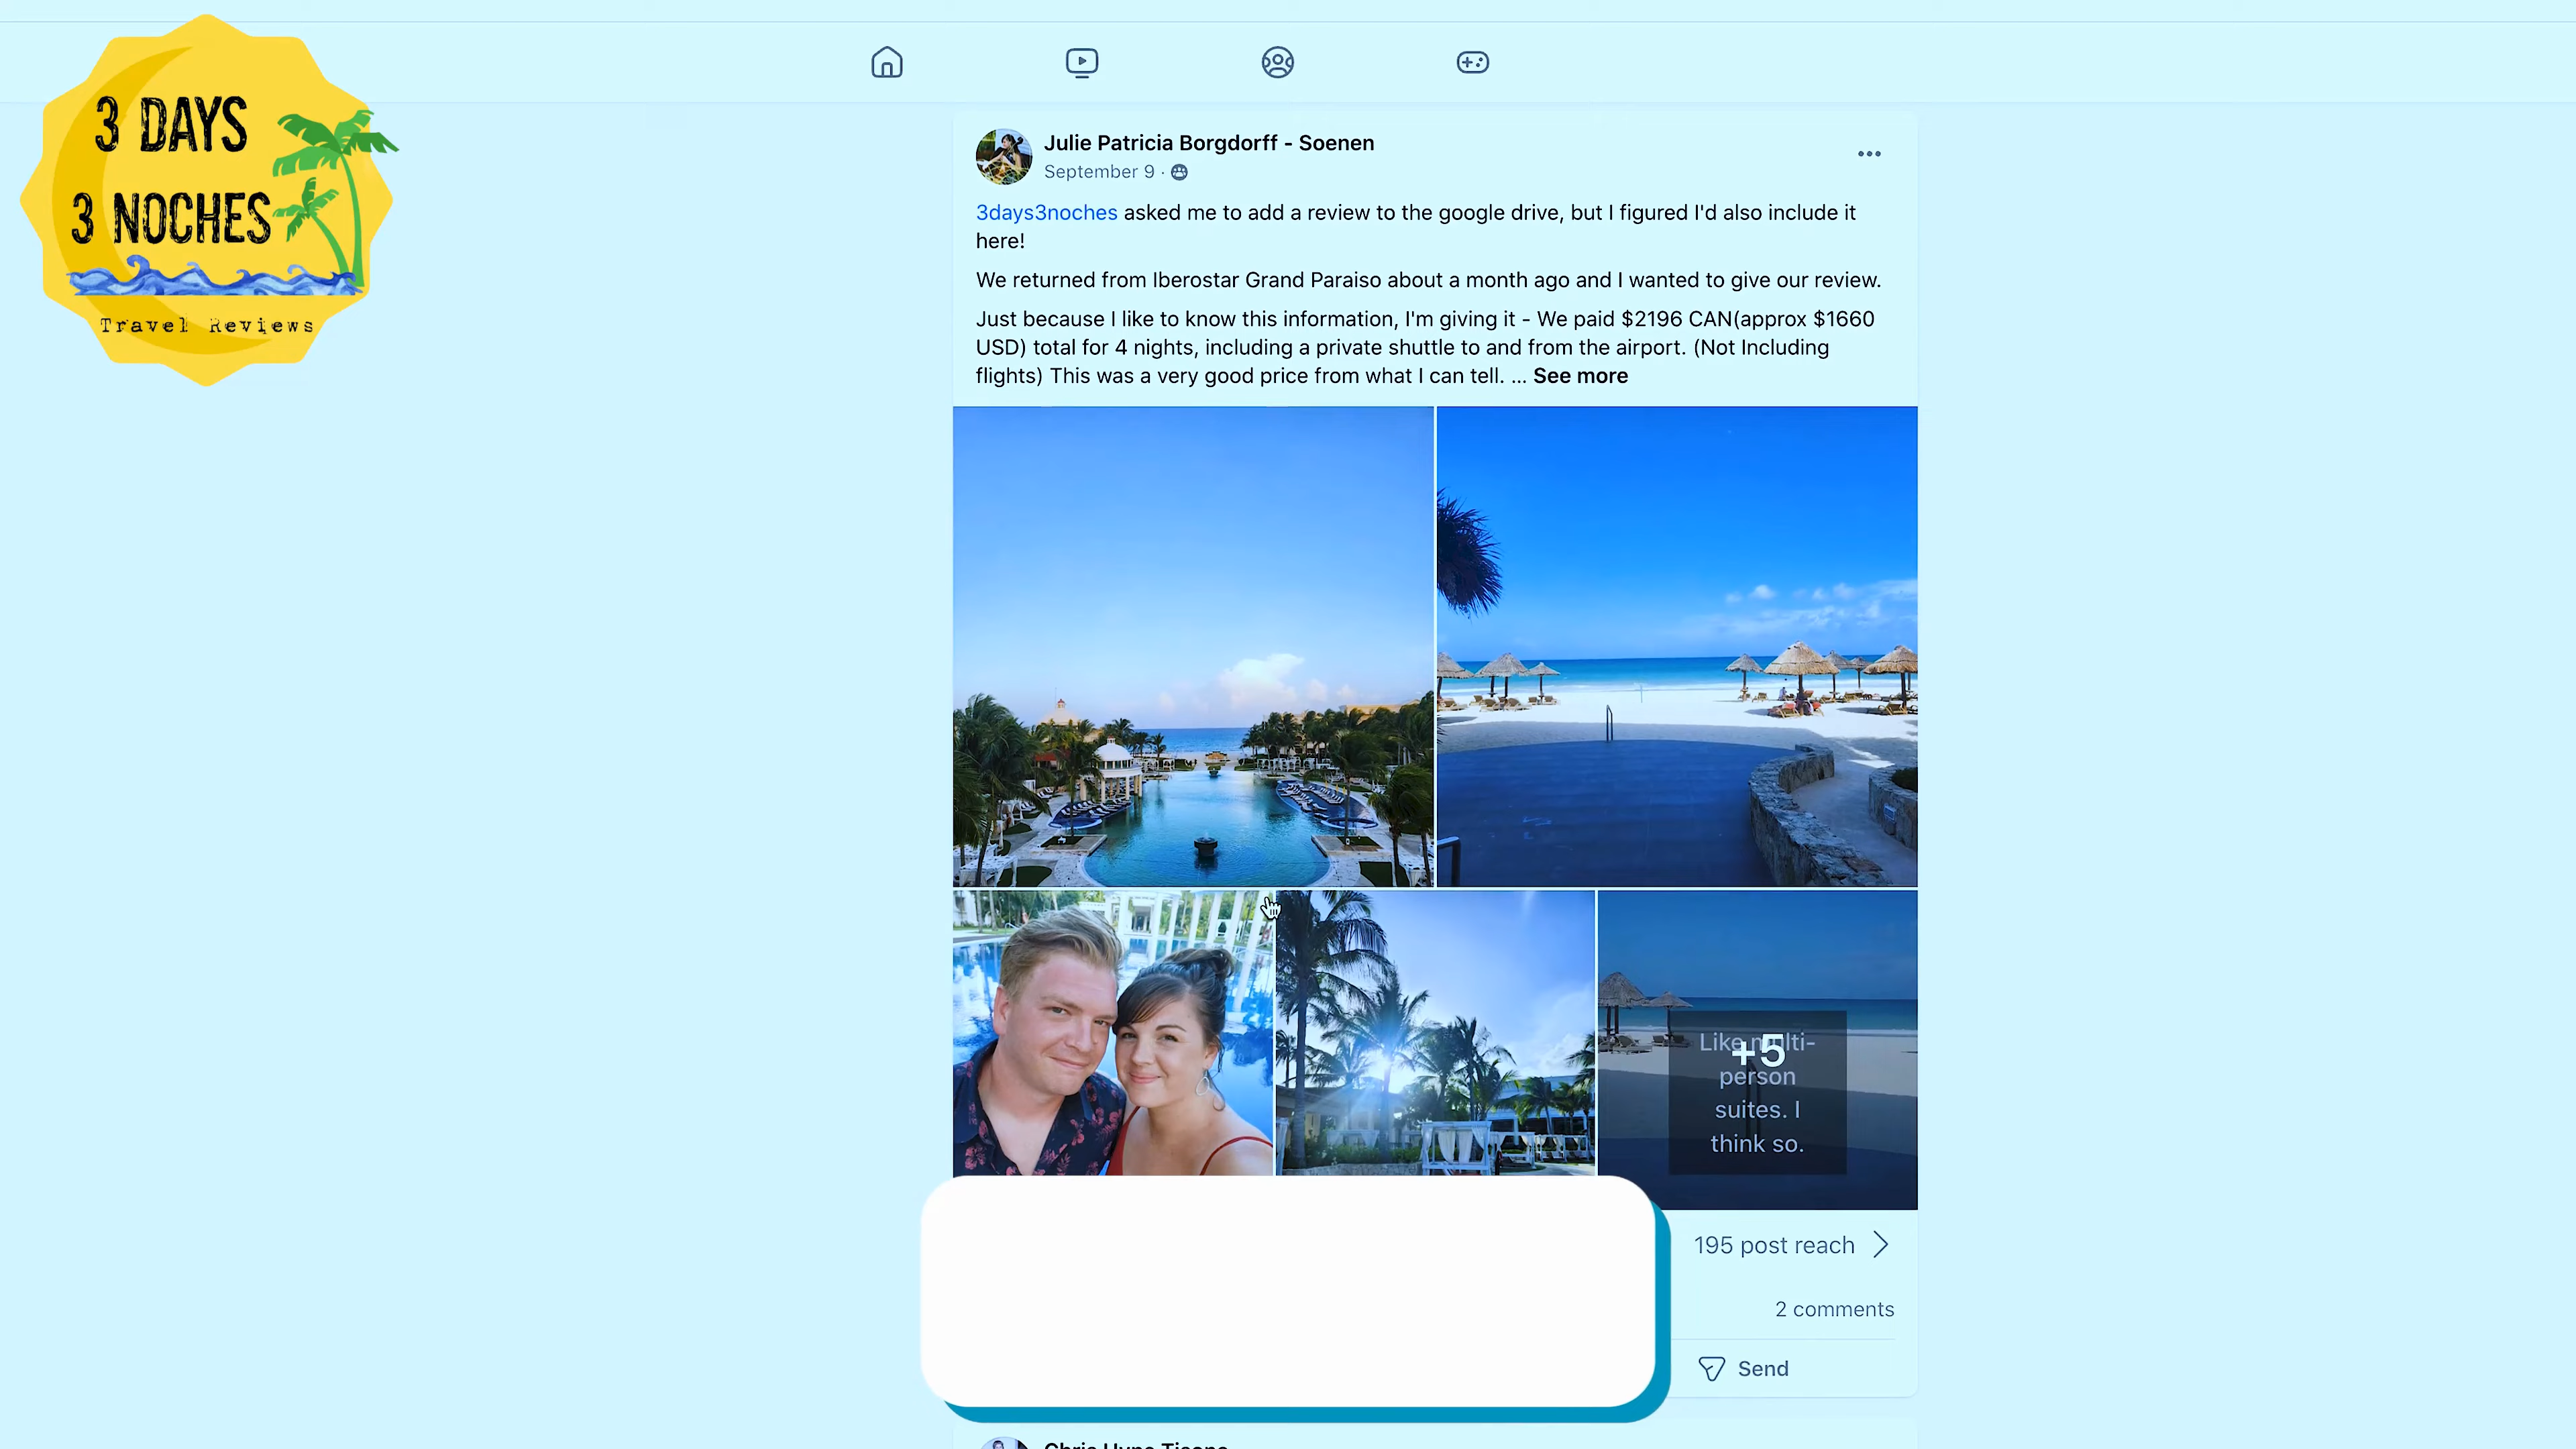 3 DAYS
3 NOCHES
Travel Reviews
Julie Patricia Borgdorff - Soenen
September 9 ·
3days3noches asked me to add a review to the google drive, but I figured I'd also include it
here!
We returned from Iberostar Grand Paraiso about a month ago and I wanted to give our review.
Just because I like to know this information, I'm giving it - We paid $2196 CAN(approx $1660
USD) total for 4 nights, including a private shuttle to and from the airport. (Not Including
flights) This was a very good price from what I can tell. ... See more
Like multi-
+5
person
suites. I
think so.
195 post reach
2 comments
Send